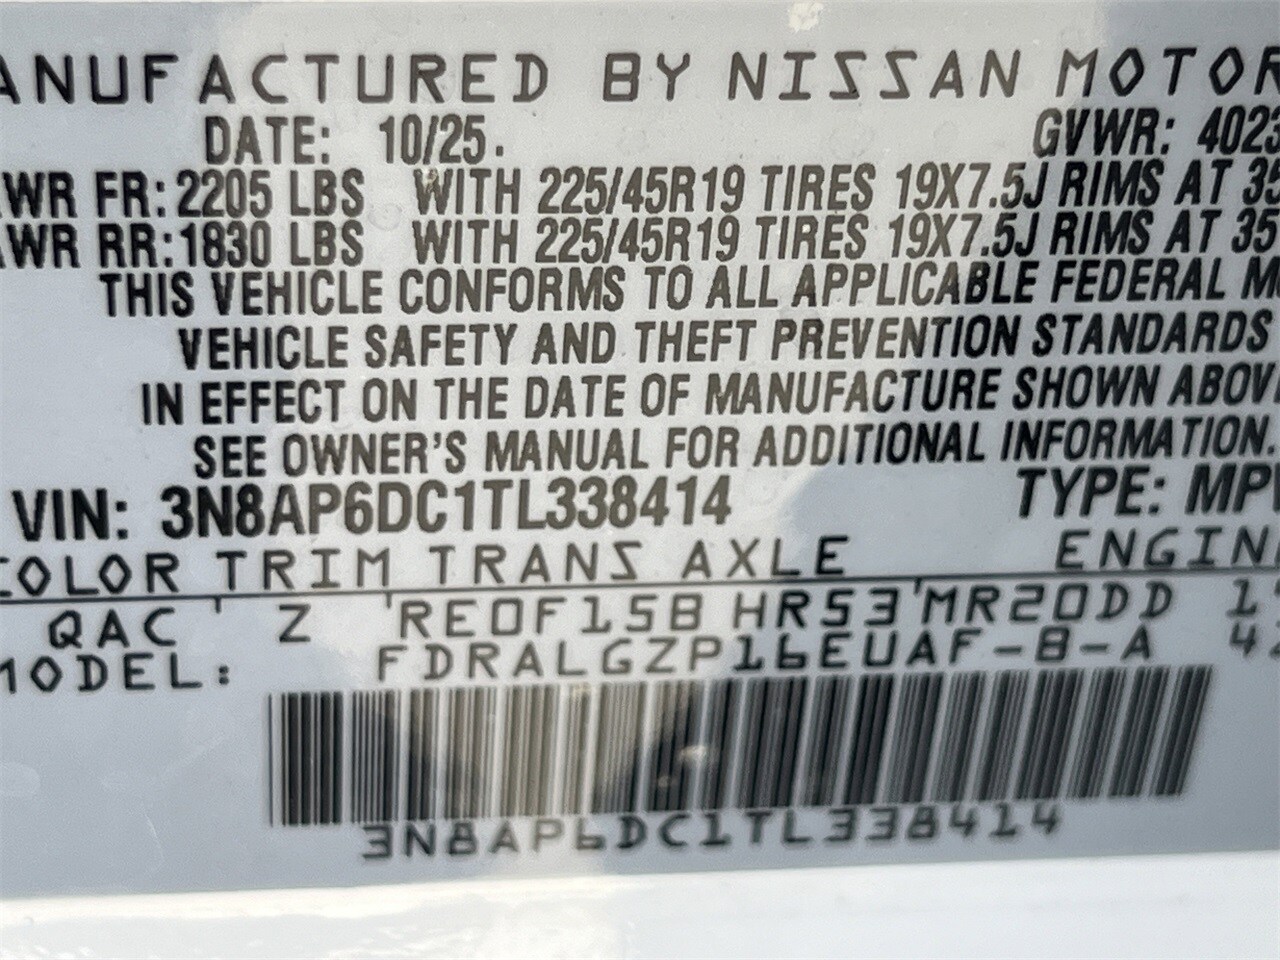 ANUFACTURED BY NISSAN MOTOR
DATE: 10/25. GVWR: 4023
WR FR: 2205 LBS WITH 225/45R19 TIRES 19X7.5J RIMS AT 35
AWR RR: 1830 LBS WITH 225/45R19 TIRES 19X7.5J RIMS AT 35
THIS VEHICLE CONFORMS TO ALL APPLICABLE FEDERAL M
VEHICLE SAFETY AND THEFT PREVENTION STANDARDS
IN EFFECT ON THE DATE OF MANUFACTURE SHOWN ABOV
SEE OWNER'S MANUAL FOR ADDITIONAL INFORMATION.
VIN: 3N8AP6DC1TL338414 TYPE: MPV
COLOR TRIM TRANS AXLE ENGIN
QAC Z RE0F15B HR53 MR20DD 19
MODEL: FDRALGZP16EUAF-B-A 42
3N8AP6DC1TL338414